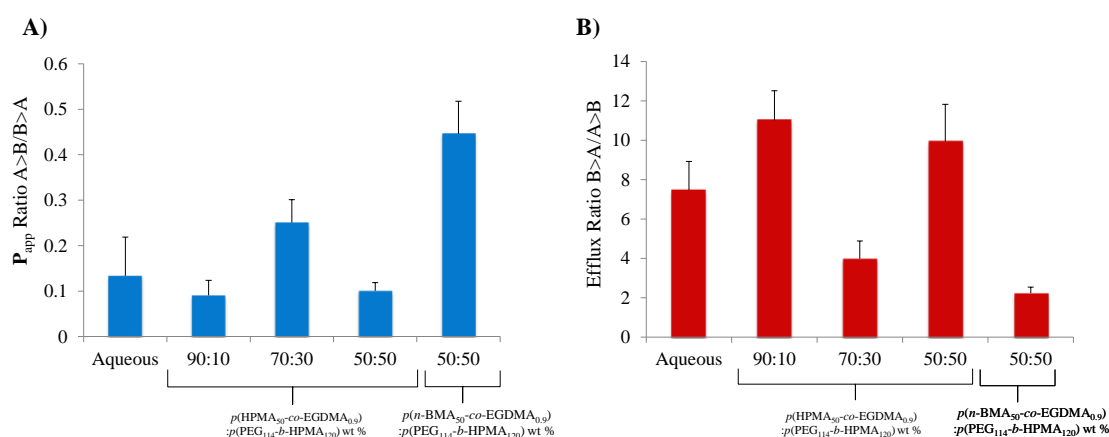 A)
P_app Ratio A>B/B>A
0.6
0.5
0.4
0.3
0.2
0.1
0
Aqueous 90:10 70:30 50:50 50:50
p(HPMA₅₀-co-EGDMA₀.₉)
:p(PEG₁₁₄-b-HPMA₁₂₀) wt %
p(n-BMA₅₀-co-EGDMA₀.₉)
:p(PEG₁₁₄-b-HPMA₁₂₀) wt %
B)
Efflux Ratio B>A/A>B
14
12
10
8
6
4
2
0
Aqueous 90:10 70:30 50:50 50:50
p(HPMA₅₀-co-EGDMA₀.₉)
:p(PEG₁₁₄-b-HPMA₁₂₀) wt %
p(n-BMA₅₀-co-EGDMA₀.₉)
:p(PEG₁₁₄-b-HPMA₁₂₀) wt %